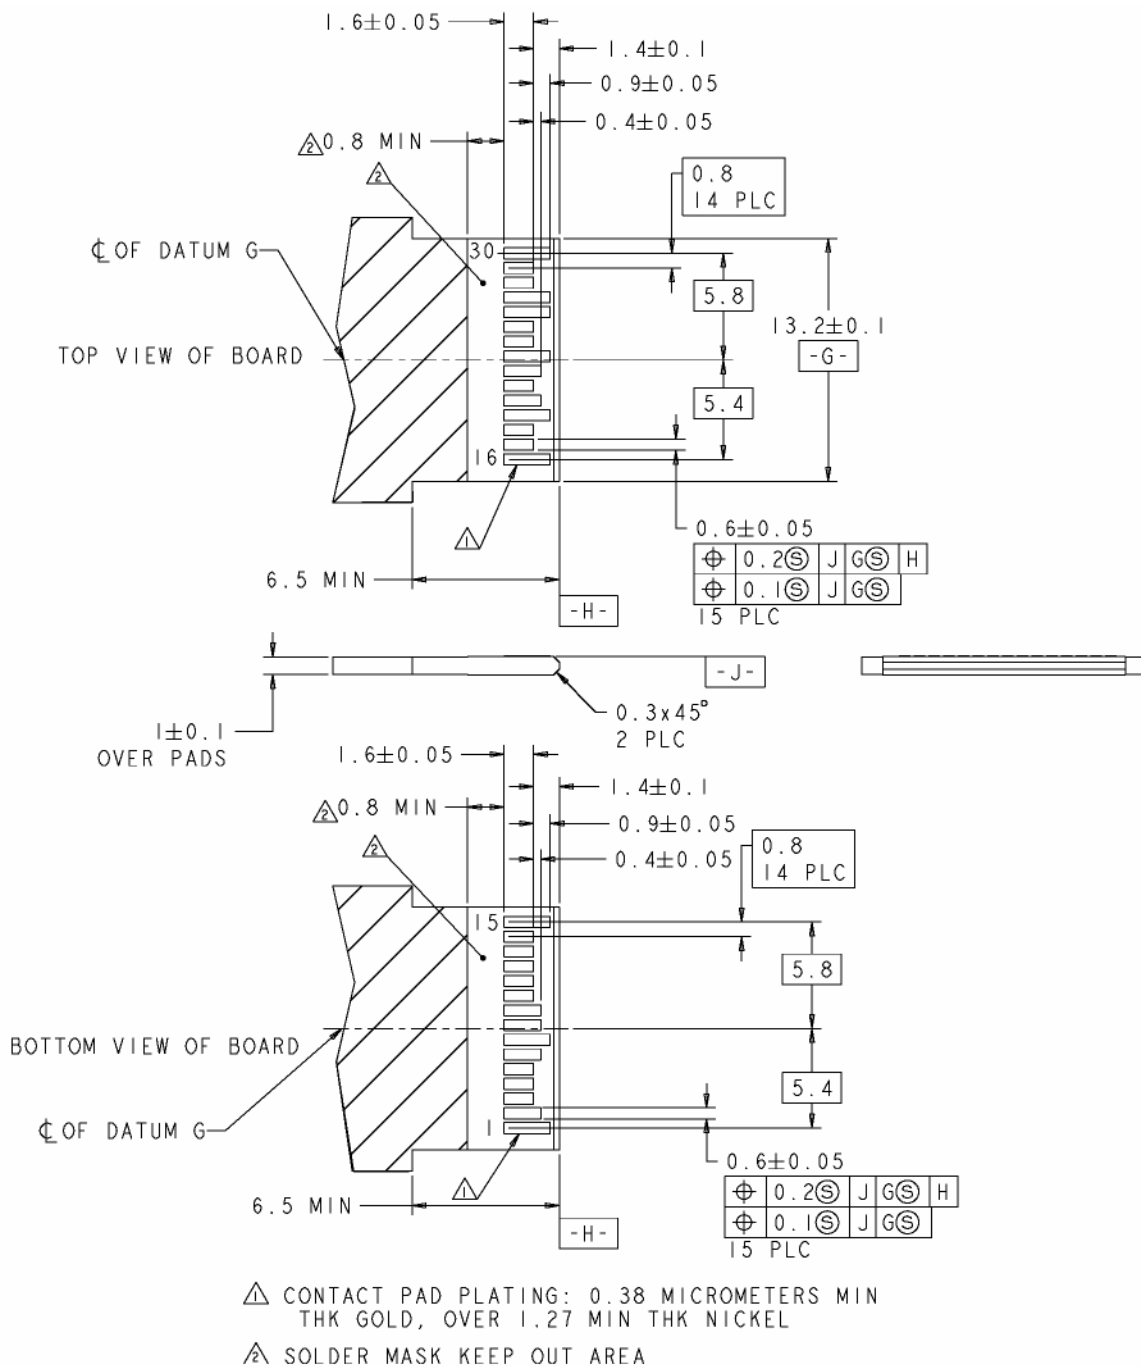 1.6±0.05
1.4±0.1
0.9±0.05
0.4±0.05
2 0.8 MIN
2
0.8
14 PLC
℄ OF DATUM G
30
5.8
13.2±0.1
-G-
TOP VIEW OF BOARD
5.4
16
1
0.6±0.05
⌖ 0.2Ⓢ J GⓈ H
⌖ 0.1Ⓢ J GⓈ
15 PLC
6.5 MIN
-H-
-J-
0.3x45°
2 PLC
1±0.1
OVER PADS
1.6±0.05
1.4±0.1
2 0.8 MIN
0.9±0.05
2
0.4±0.05
0.8
14 PLC
15
5.8
BOTTOM VIEW OF BOARD
5.4
℄ OF DATUM G
1
0.6±0.05
1
6.5 MIN
⌖ 0.2Ⓢ J GⓈ H
⌖ 0.1Ⓢ J GⓈ
15 PLC
-H-
1 CONTACT PAD PLATING: 0.38 MICROMETERS MIN
THK GOLD, OVER 1.27 MIN THK NICKEL
2 SOLDER MASK KEEP OUT AREA